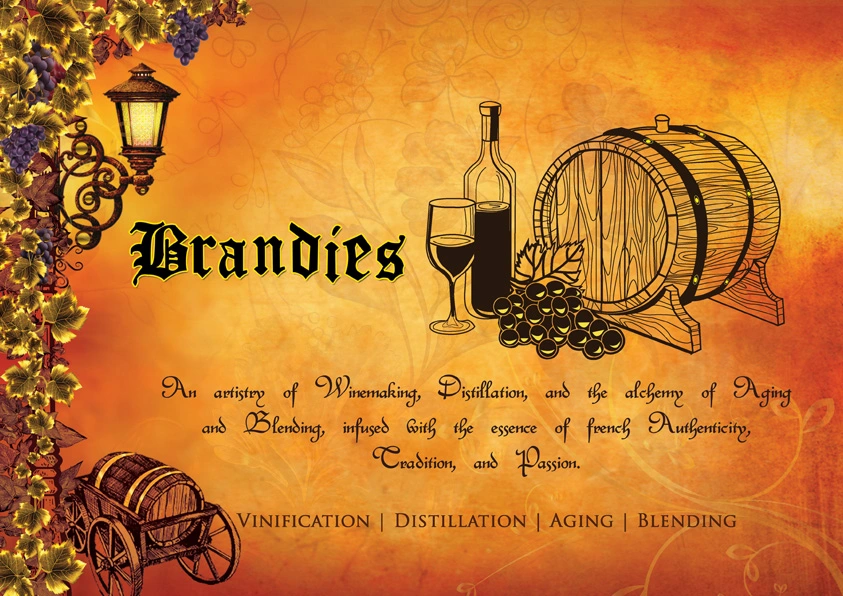 Brandies
An artistry of Winemaking, Distillation, and the alchemy of Aging
and Blending, infused with the essence of french Authenticity,
Tradition, and Passion.
Vinification | Distillation | Aging | Blending